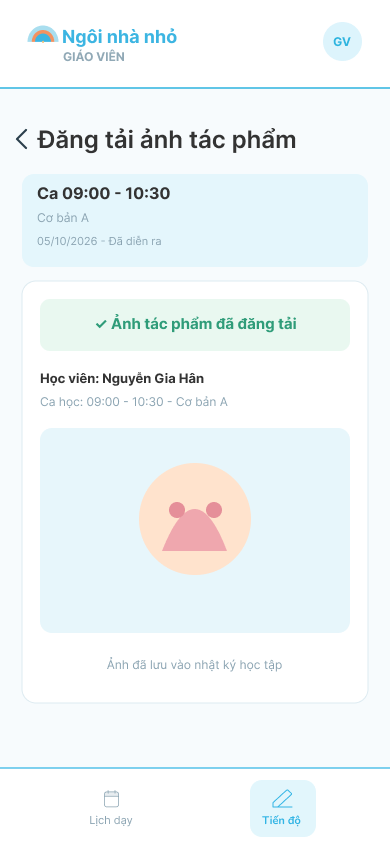 Ngôi nhà nhỏ
GIÁO VIÊN
GV
Đăng tải ảnh tác phẩm
Ca 09:00 - 10:30
Cơ bản A
05/10/2026 - Đã diễn ra
✓ Ảnh tác phẩm đã đăng tải
Học viên: Nguyễn Gia Hân
Ca học: 09:00 - 10:30 - Cơ bản A
Ảnh đã lưu vào nhật ký học tập
Lịch dạy
Tiến độ